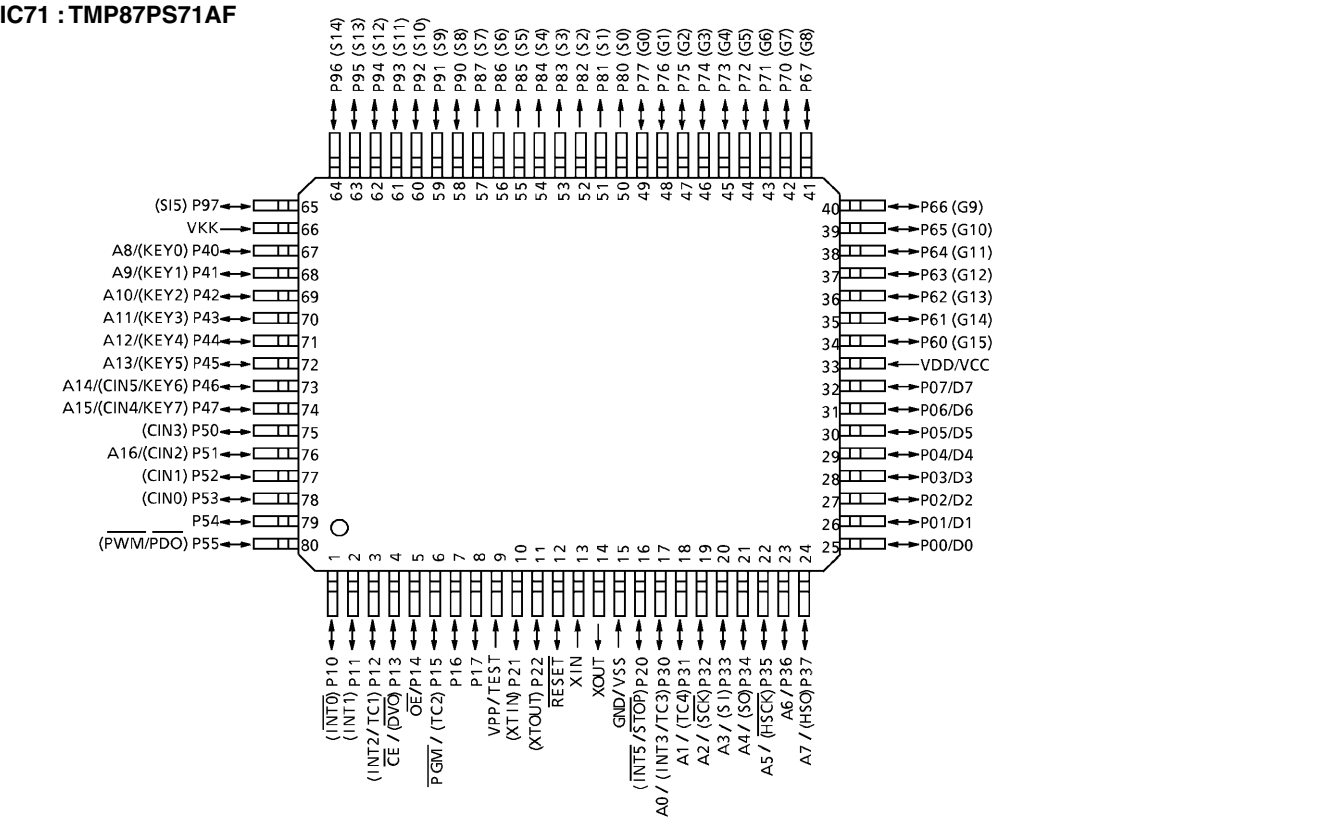 IC71 : TMP87PS71AF
P96 (S14)
P95 (S13)
P94 (S12)
P93 (S11)
P92 (S10)
P91 (S9)
P90 (S8)
P87 (S7)
P86 (S6)
P85 (S5)
P84 (S4)
P83 (S3)
P82 (S2)
P81 (S1)
P80 (S0)
P77 (G0)
P76 (G1)
P75 (G2)
P74 (G3)
P73 (G4)
P72 (G5)
P71 (G6)
P70 (G7)
P67 (G8)
64 63 62 61 60 59 58 57 56 55 54 53 52 51 50 49 48 47 46 45 44 43 42 41
(SI5) P97 65
VKK 66
A8/(KEY0) P40 67
A9/(KEY1) P41 68
A10/(KEY2) P42 69
A11/(KEY3) P43 70
A12/(KEY4) P44 71
A13/(KEY5) P45 72
A14/(CIN5/KEY6) P46 73
A15/(CIN4/KEY7) P47 74
(CIN3) P50 75
A16/(CIN2) P51 76
(CIN1) P52 77
(CIN0) P53 78
P54 79
(PWM/PDO) P55 80
40 P66 (G9)
39 P65 (G10)
38 P64 (G11)
37 P63 (G12)
36 P62 (G13)
35 P61 (G14)
34 P60 (G15)
33 VDD/VCC
32 P07/D7
31 P06/D6
30 P05/D5
29 P04/D4
28 P03/D3
27 P02/D2
26 P01/D1
25 P00/D0
1 2 3 4 5 6 7 8 9 10 11 12 13 14 15 16 17 18 19 20 21 22 23 24
(INT0) P10
(INT1) P11
(INT2/TC1) P12
CE/(DVO) P13
OE/P14
PGM/(TC2) P15
P16
P17
VPP/TEST
(XTIN) P21
(XTOUT) P22
RESET
XIN
XOUT
GND/VSS
(INT5/STOP) P20
A0/(INT3/TC3) P30
A1/(TC4) P31
A2/(SCK) P32
A3/(SI) P33
A4/(SO) P34
A5/(HSCK) P35
A6/P36
A7/(HSO) P37